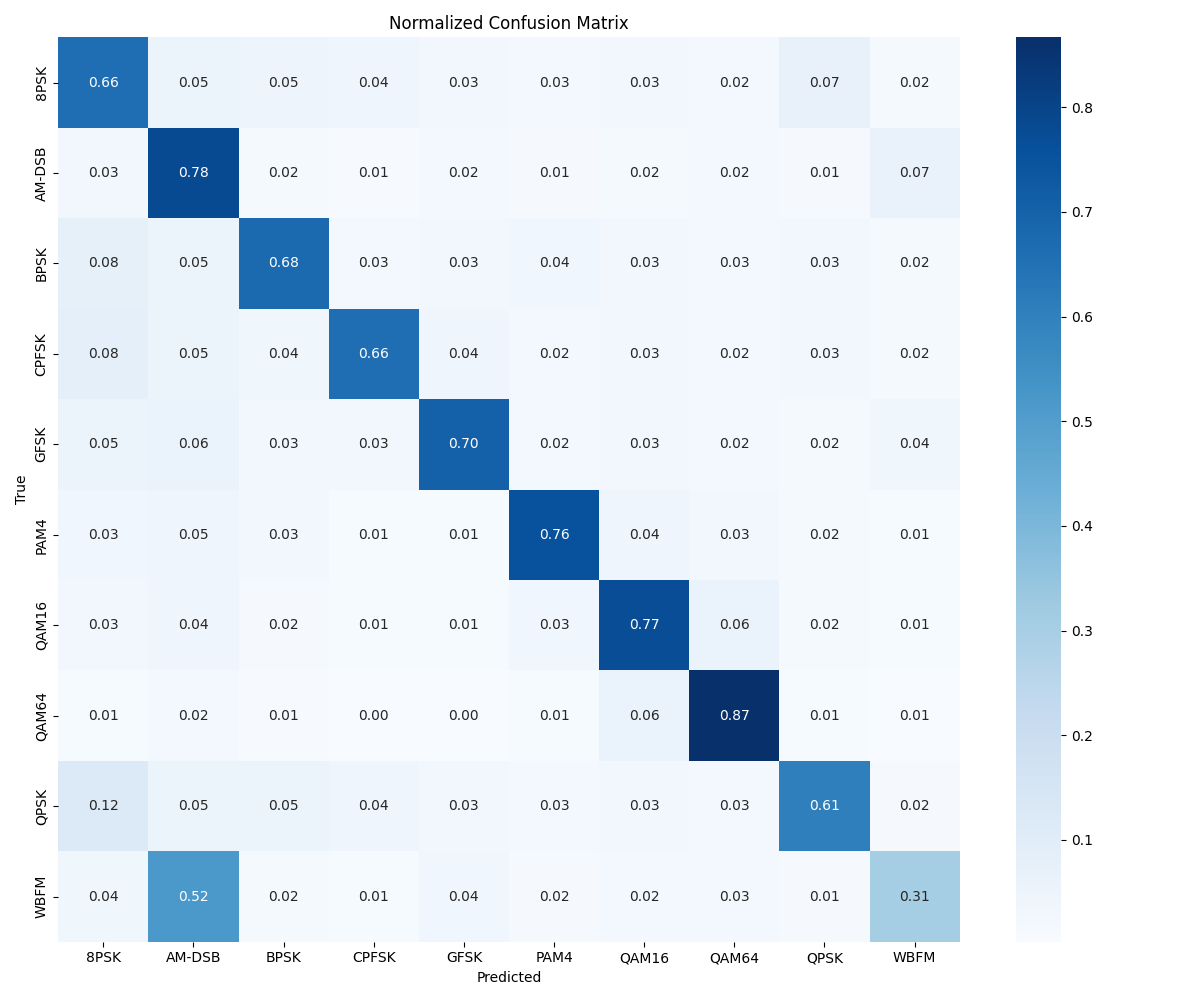 Normalized Confusion Matrix
True
8PSK 0.66 0.05 0.05 0.04 0.03 0.03 0.03 0.02 0.07 0.02
AM-DSB 0.03 0.78 0.02 0.01 0.02 0.01 0.02 0.02 0.01 0.07
BPSK 0.08 0.05 0.68 0.03 0.03 0.04 0.03 0.03 0.03 0.02
CPFSK 0.08 0.05 0.04 0.66 0.04 0.02 0.03 0.02 0.03 0.02
GFSK 0.05 0.06 0.03 0.03 0.70 0.02 0.03 0.02 0.02 0.04
PAM4 0.03 0.05 0.03 0.01 0.01 0.76 0.04 0.03 0.02 0.01
QAM16 0.03 0.04 0.02 0.01 0.01 0.03 0.77 0.06 0.02 0.01
QAM64 0.01 0.02 0.01 0.00 0.00 0.01 0.06 0.87 0.01 0.01
QPSK 0.12 0.05 0.05 0.04 0.03 0.03 0.03 0.03 0.61 0.02
WBFM 0.04 0.52 0.02 0.01 0.04 0.02 0.02 0.03 0.01 0.31
8PSK AM-DSB BPSK CPFSK GFSK PAM4 QAM16 QAM64 QPSK WBFM
Predicted
0.8
0.7
0.6
0.5
0.4
0.3
0.2
0.1